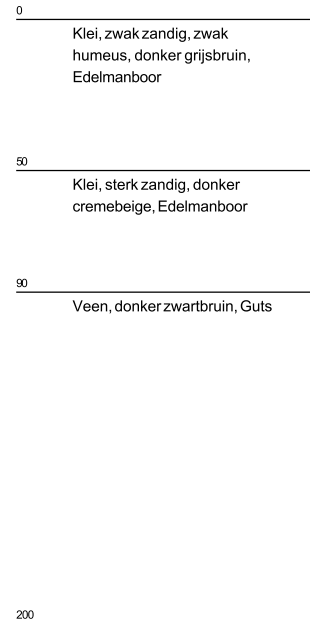 0
Klei, zwak zandig, zwak
humeus, donker grijsbruin,
Edelmanboor
50
Klei, sterk zandig, donker
cremebeige, Edelmanboor
90
Veen, donker zwartbruin, Guts
200